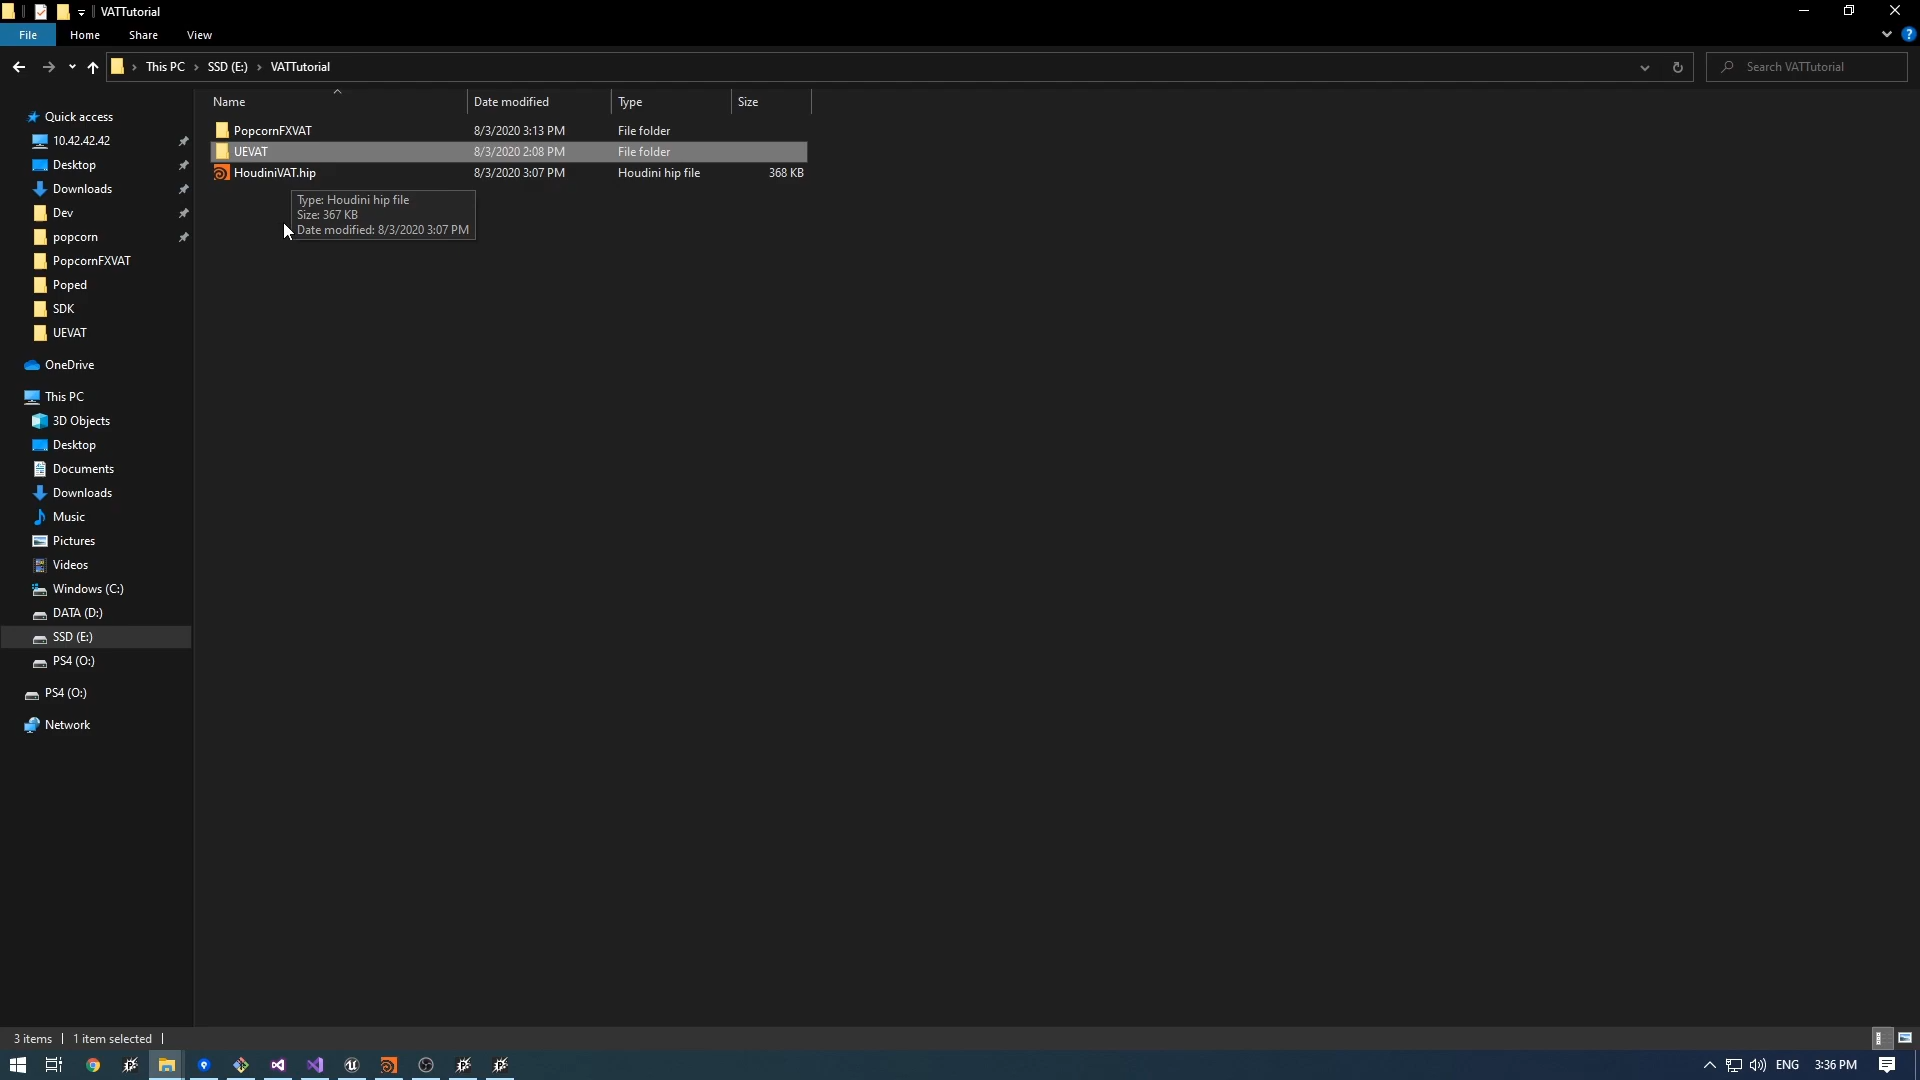 VATTutorial
File
Home
Share
View
This PC
SSD (E:)
VATTutorial
Search VATTutorial
Name
Date modified
Type
Size
PopcornFXVAT
8/3/2020 3:13 PM
File folder
UEVAT
8/3/2020 2:08 PM
File folder
HoudiniVAT.hip
8/3/2020 3:07 PM
Houdini hip file
368 KB
Type: Houdini hip file
Size: 367 KB
Date modified: 8/3/2020 3:07 PM
Quick access
10.42.42.42
Desktop
Downloads
Dev
popcorn
PopcornFXVAT
Poped
SDK
UEVAT
OneDrive
This PC
3D Objects
Desktop
Documents
Downloads
Music
Pictures
Videos
Windows (C:)
DATA (D:)
SSD (E:)
PS4 (O:)
PS4 (O:)
Network
3 items
1 item selected
ENG
3:36 PM